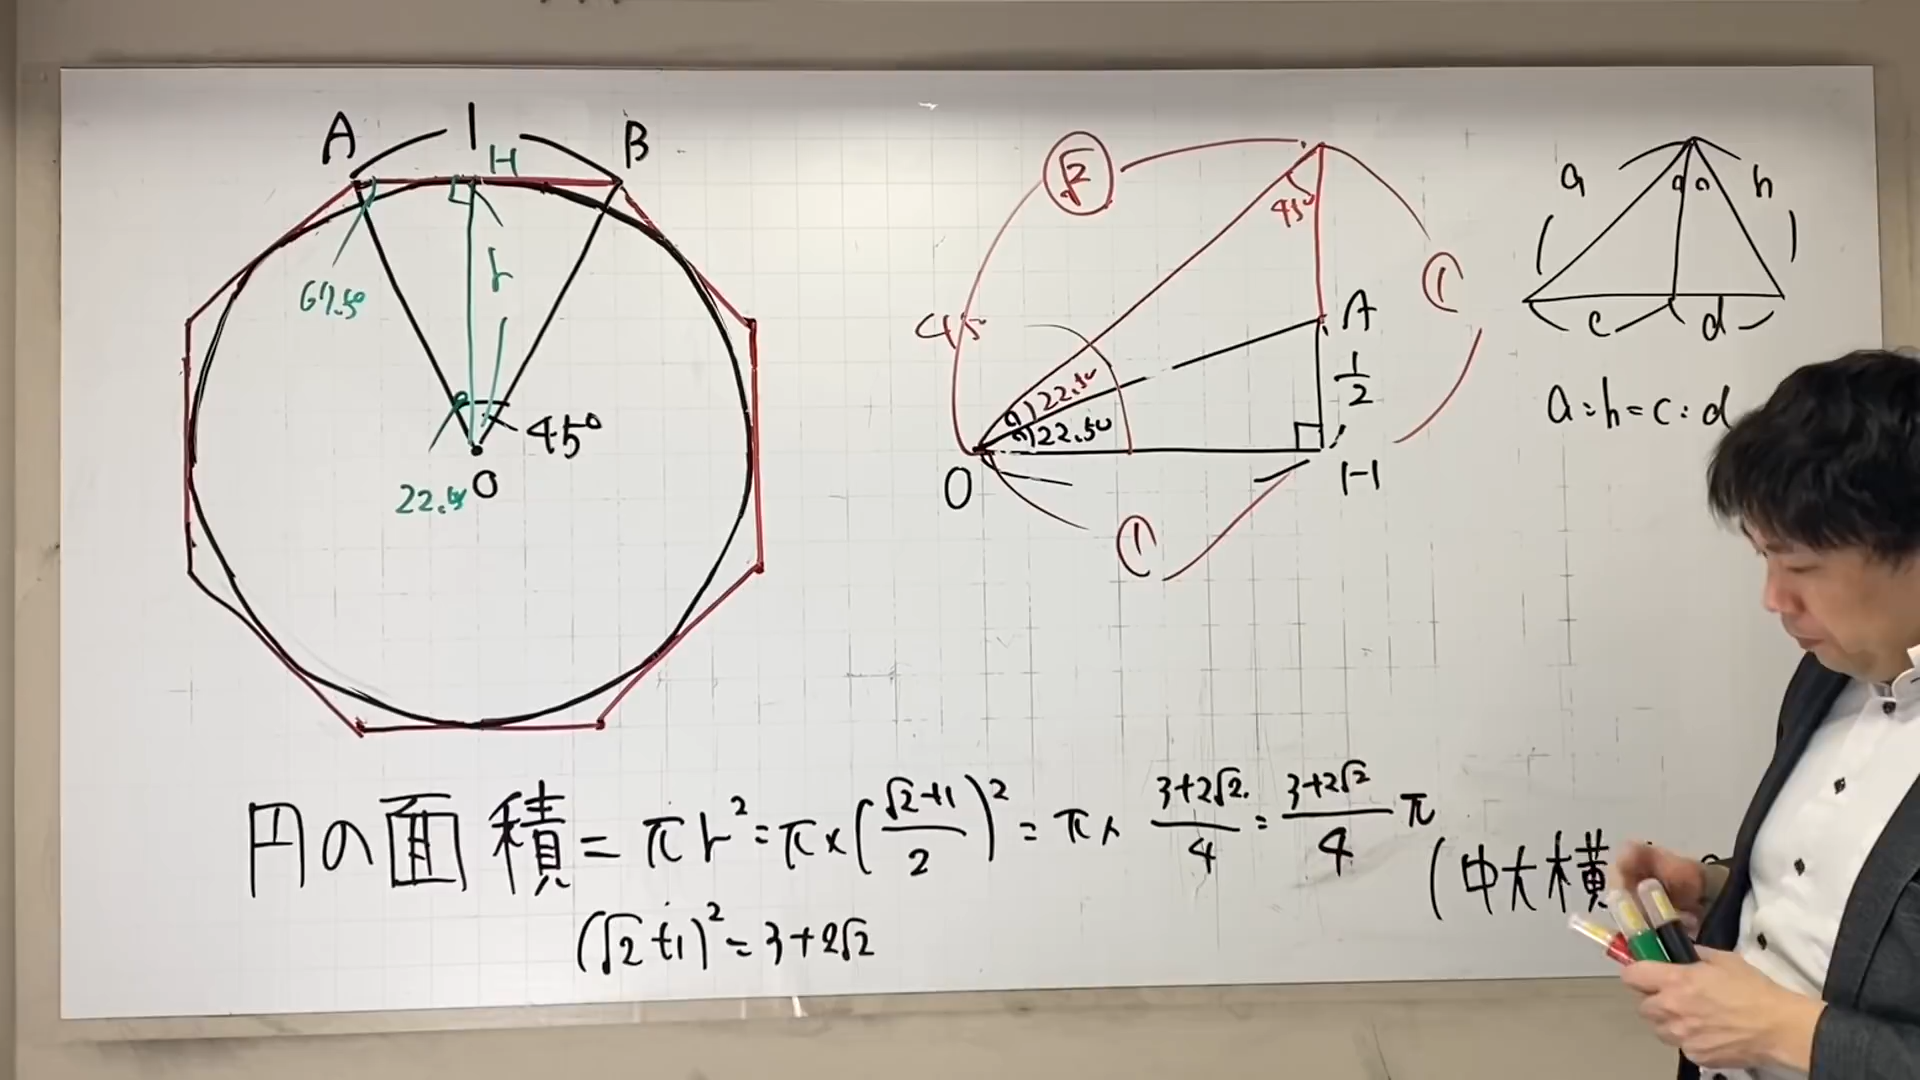 A 1 B
H
67.5°
r
45°
22.5
O
√2
45°
①
45
A
1/2
22.5°
22.5°
O
H
①
a b
c d
a:b=c:d
円の面積 = πr² = π×((√2+1)/2)² = π× (3+2√2)/4 = (3+2√2)/4 π
(中大横
(√2+1)² = 3+2√2